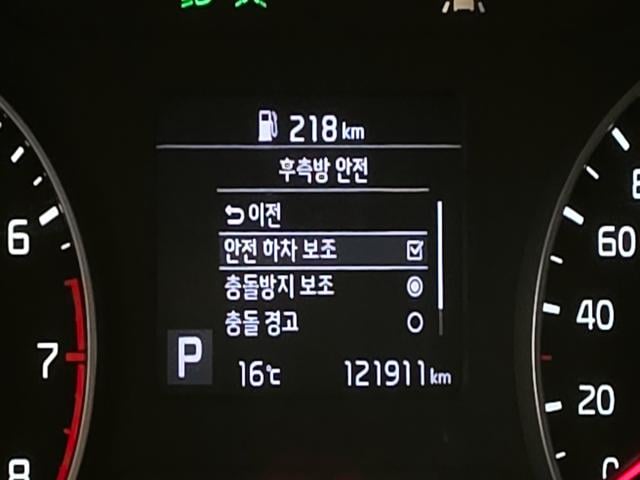 218 km
후측방 안전
이전
안전 하차 보조
충돌방지 보조
충돌 경고
P
16℃ 121911 km
6
7
8
60
40
20